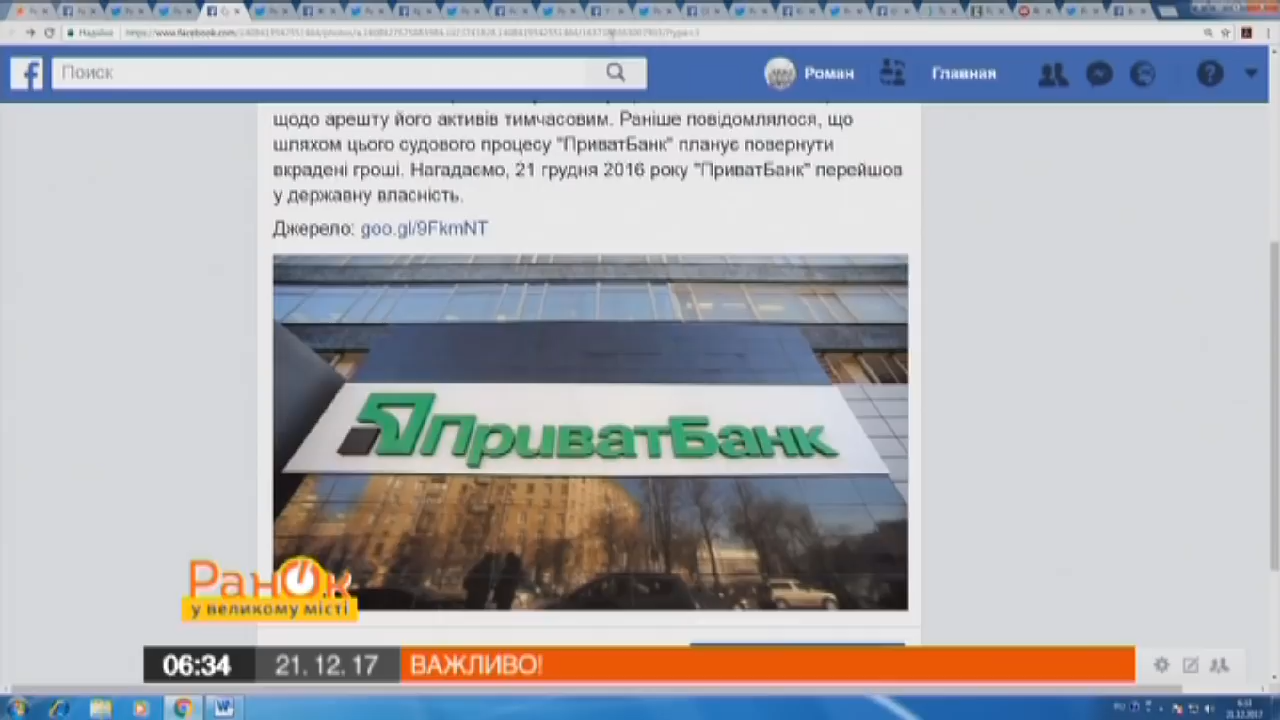 Надійно
Поиск
Роман
Главная
щодо арешту його активів тимчасовим. Раніше повідомлялося, що
шляхом цього судового процесу "ПриватБанк" планує повернути
вкрадені гроші. Нагадаємо, 21 грудня 2016 року "ПриватБанк" перейшов
у державну власність.
Джерело: goo.gl/9FkmNT
ПриватБанк
Ранок
у великому місті
06:34 21.12.17 ВАЖЛИВО!